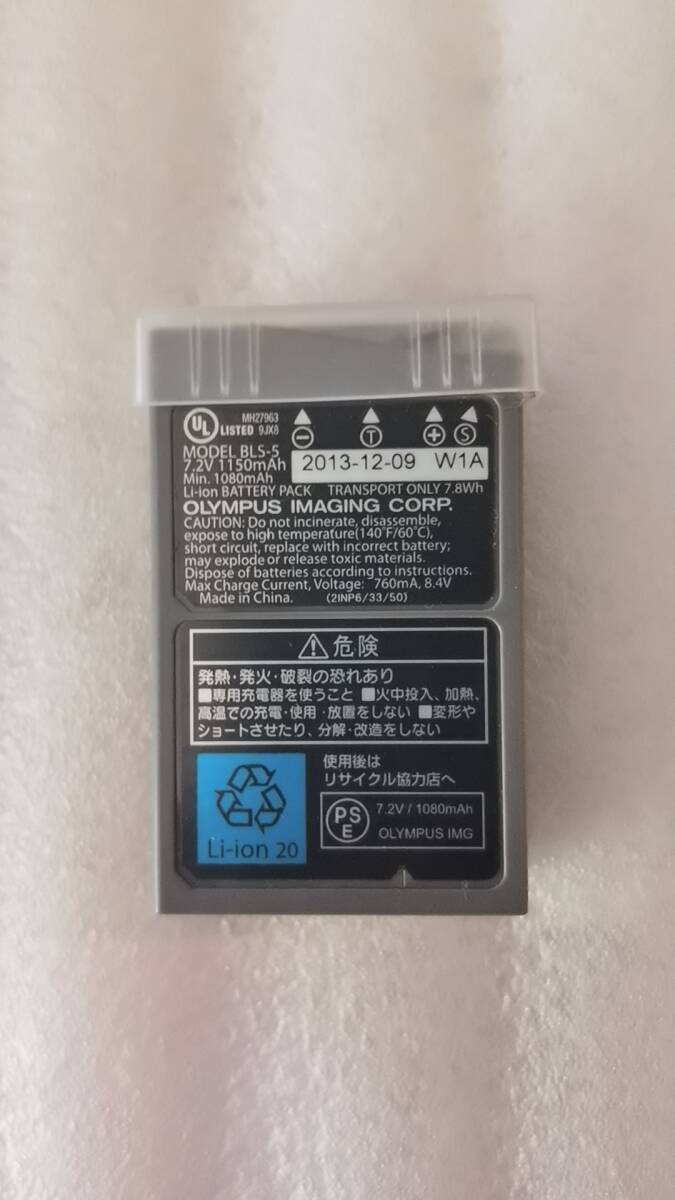 UL
LISTED
MH27963
9JX8
MODEL BLS-5
7.2V 1150mAh
Min. 1080mAh
− T + S
2013-12-09 W1A
Li-ion BATTERY PACK TRANSPORT ONLY 7.8Wh
OLYMPUS IMAGING CORP.
CAUTION: Do not incinerate, disassemble,
expose to high temperature(140°F/60°C),
short circuit, replace with incorrect battery;
may explode or release toxic materials.
Dispose of batteries according to instructions.
Max Charge Current, Voltage: 760mA, 8.4V
Made in China. (2INP6/33/50)
⚠危険
発熱・発火・破裂の恐れあり
■専用充電器を使うこと ■火中投入、加熱、
高温での充電・使用・放置をしない ■変形や
ショートさせたり、分解・改造をしない
使用後は
リサイクル協力店へ
Li-ion 20
PS
E
7.2V / 1080mAh
OLYMPUS IMG